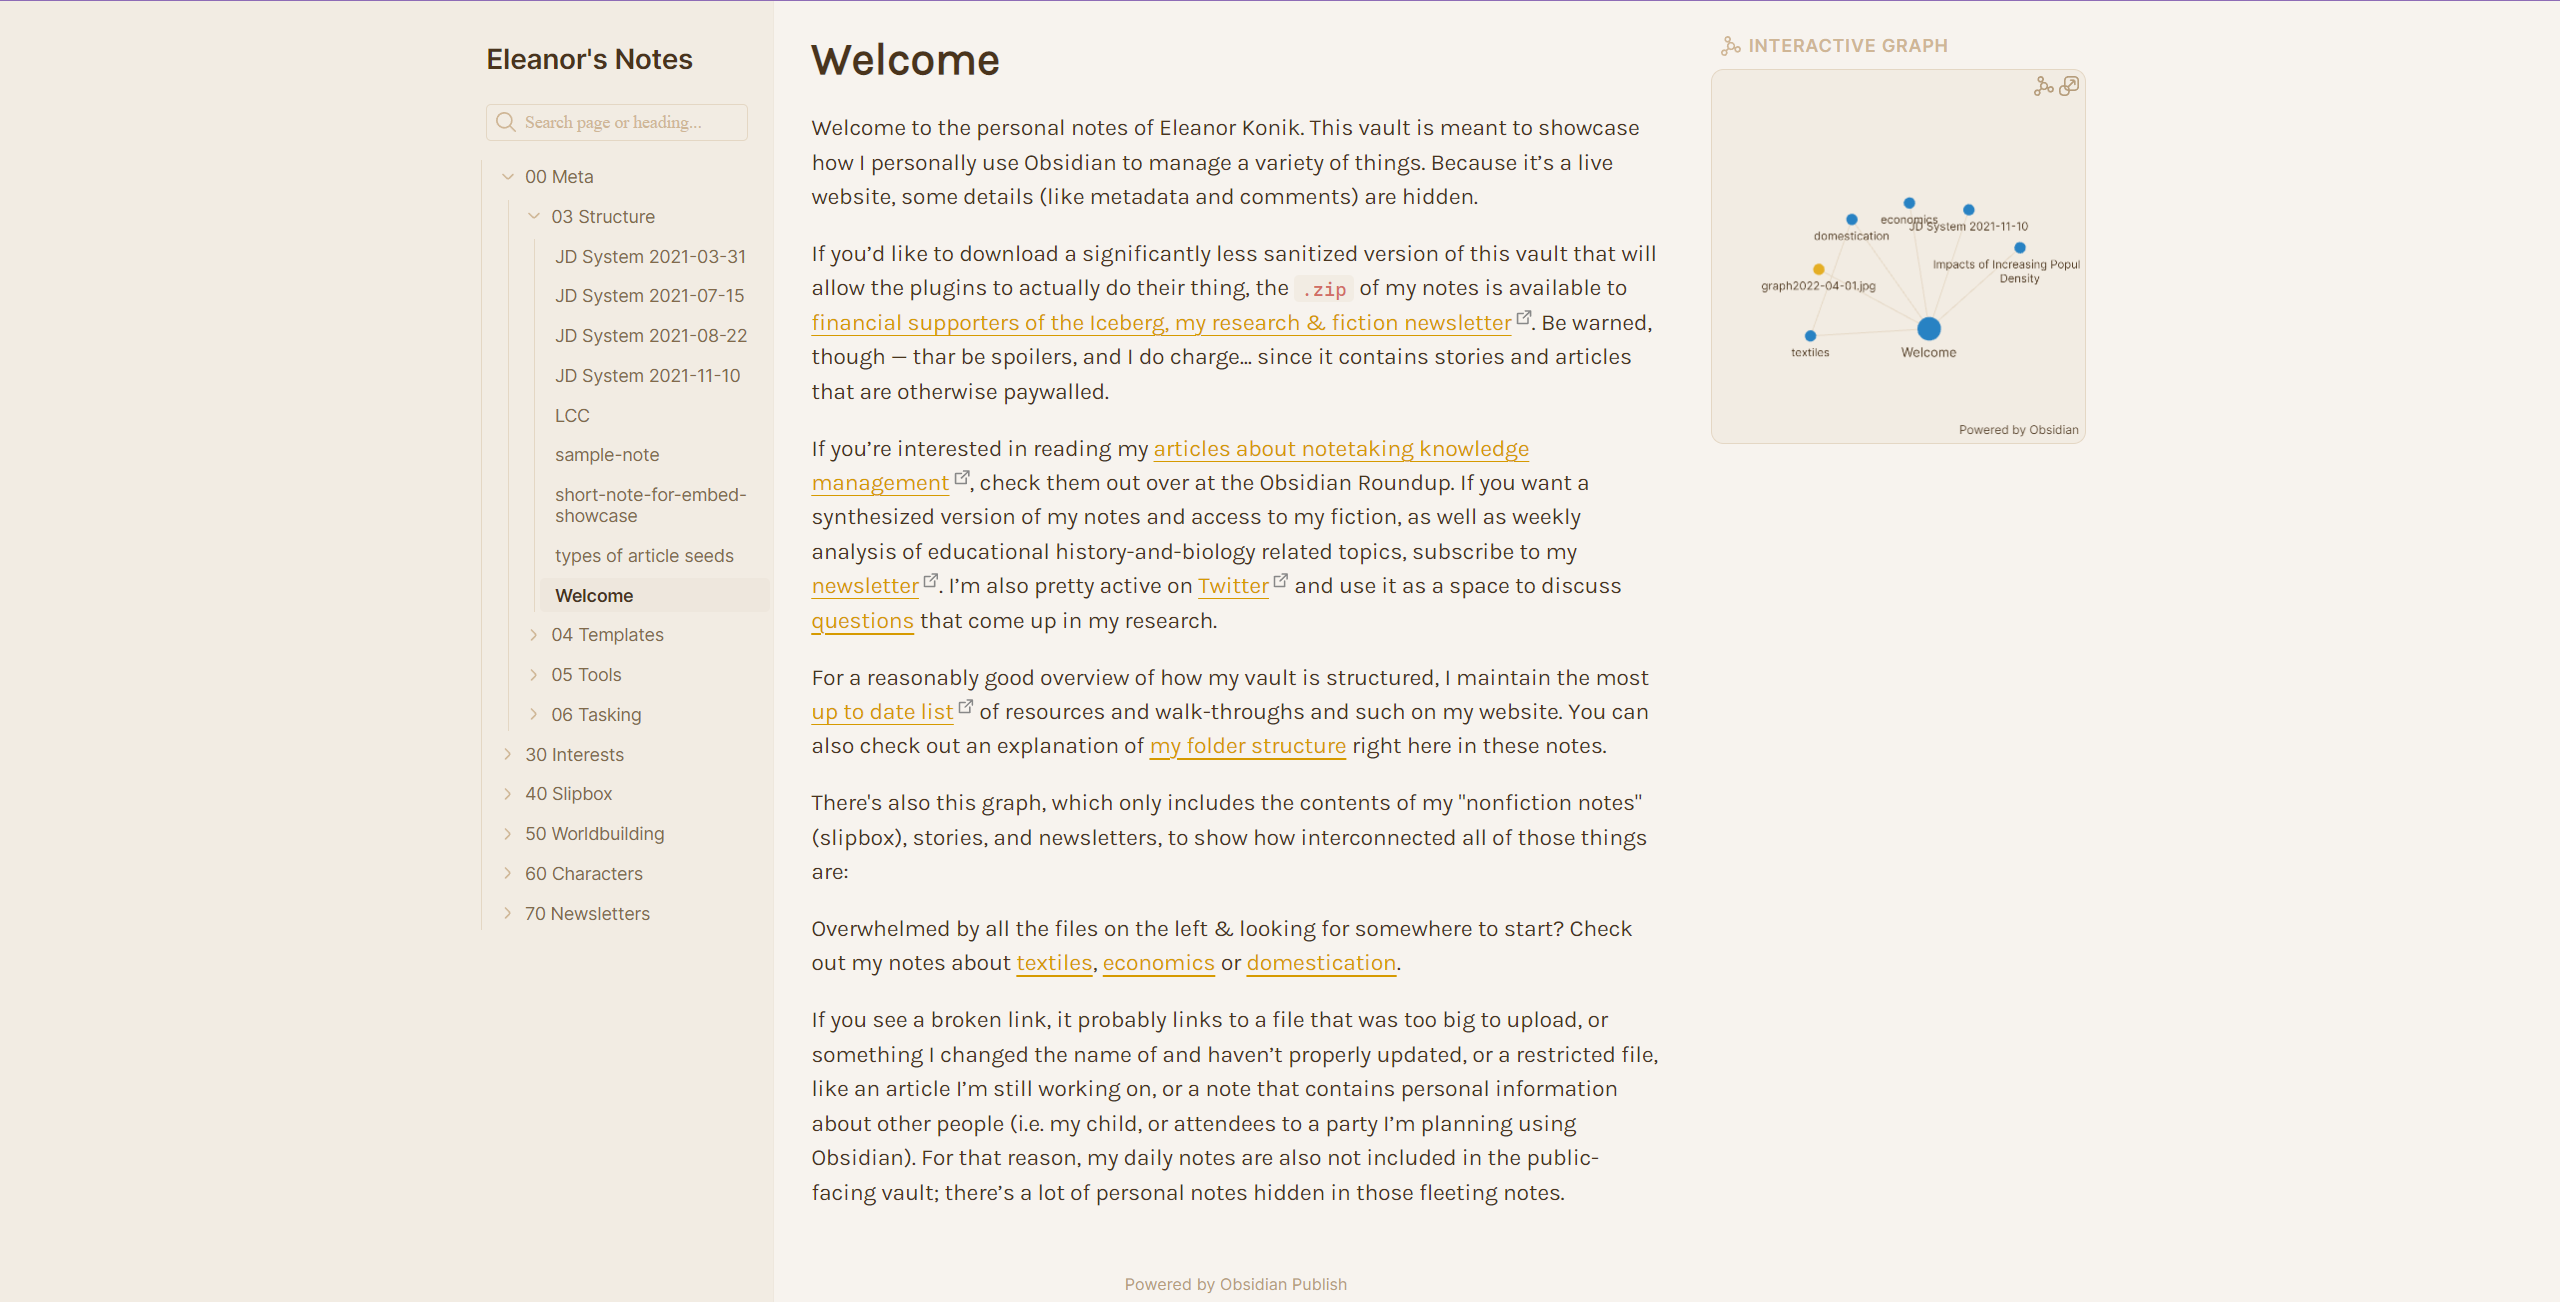 Eleanor's Notes
Search page or heading...
00 Meta
03 Structure
JD System 2021-03-31
JD System 2021-07-15
JD System 2021-08-22
JD System 2021-11-10
LCC
sample-note
short-note-for-embed-
showcase
types of article seeds
Welcome
04 Templates
05 Tools
06 Tasking
30 Interests
40 Slipbox
50 Worldbuilding
60 Characters
70 Newsletters
Welcome
Welcome to the personal notes of Eleanor Konik. This vault is meant to showcase
how I personally use Obsidian to manage a variety of things. Because it’s a live
website, some details (like metadata and comments) are hidden.
If you’d like to download a significantly less sanitized version of this vault that will
allow the plugins to actually do their thing, the .zip of my notes is available to
financial supporters of the Iceberg, my research & fiction newsletter. Be warned,
though — thar be spoilers, and I do charge… since it contains stories and articles
that are otherwise paywalled.
If you’re interested in reading my articles about notetaking knowledge
management, check them out over at the Obsidian Roundup. If you want a
synthesized version of my notes and access to my fiction, as well as weekly
analysis of educational history-and-biology related topics, subscribe to my
newsletter. I’m also pretty active on Twitter and use it as a space to discuss
questions that come up in my research.
For a reasonably good overview of how my vault is structured, I maintain the most
up to date list of resources and walk-throughs and such on my website. You can
also check out an explanation of my folder structure right here in these notes.
There's also this graph, which only includes the contents of my "nonfiction notes"
(slipbox), stories, and newsletters, to show how interconnected all of those things
are:
Overwhelmed by all the files on the left & looking for somewhere to start? Check
out my notes about textiles, economics or domestication.
If you see a broken link, it probably links to a file that was too big to upload, or
something I changed the name of and haven’t properly updated, or a restricted file,
like an article I’m still working on, or a note that contains personal information
about other people (i.e. my child, or attendees to a party I’m planning using
Obsidian). For that reason, my daily notes are also not included in the public-
facing vault; there’s a lot of personal notes hidden in those fleeting notes.
Powered by Obsidian Publish
INTERACTIVE GRAPH
economics
JD System 2021-11-10
domestication
Impacts of Increasing Popul
Density
graph2022-04-01.jpg
textiles
Welcome
Powered by Obsidian